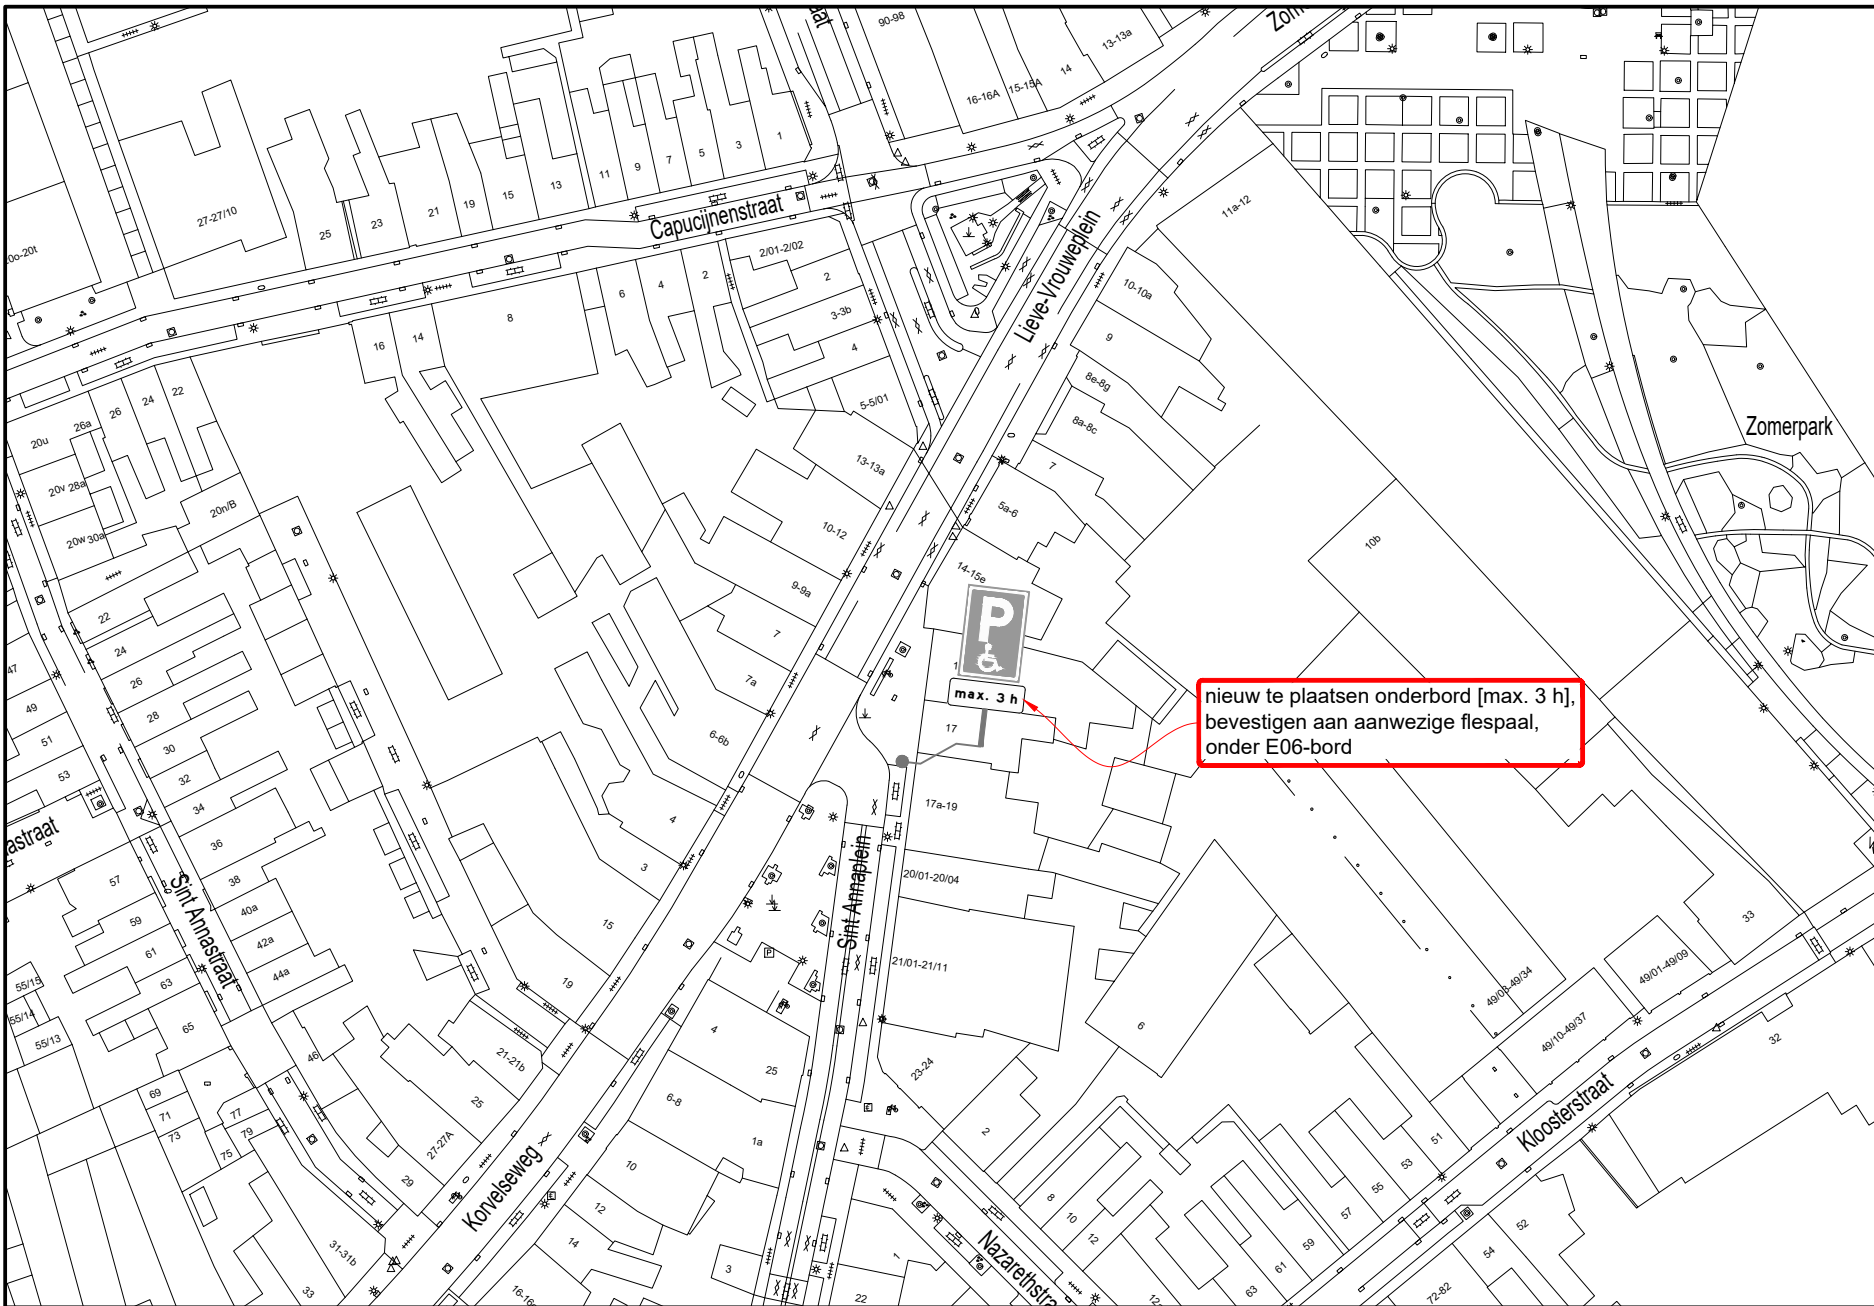 90-98
13-13a
14
15-15A
16-16A
1
3
5
7
9
11
13
15
19
21
23
25
27-27/10
Capucijnenstraat
Lieve-Vrouweplein
11a-12
10-10a
9
8e-8g
8a-8c
7
5a-6
14-15e
2/01-2/02
2
3-3b
4
5-5/01
13-13a
10-12
9-9a
7
7a
6-6b
4
3
15
19
21-21b
25
27-27A
29
31-31b
33
2
4
6
8
14
16
22
24
26
26a
20u
20v
28a
20w
30a
20n/B
22
24
26
28
30
32
34
36
38
40a
42a
44a
46
47
49
51
53
57
59
61
63
65
69
71
73
75
77
79
55/15
55/14
55/13
Sint Annastraat
Zomerpark
10b
P
max. 3 h
nieuw te plaatsen onderbord [max. 3 h],
bevestigen aan aanwezige flespaal,
onder E06-bord
17
17a-19
20/01-20/04
21/01-21/11
23-24
Sint Annaplein
P
E
E
4
6-8
10
12
14
25
1a
3
22
1
2
8
10
12
Korvelseweg
Kloosterstraat
6
33
49/01-49/09
49/03-49/34
49/10-49/37
32
51
53
55
57
59
61
63
52
54
72-82